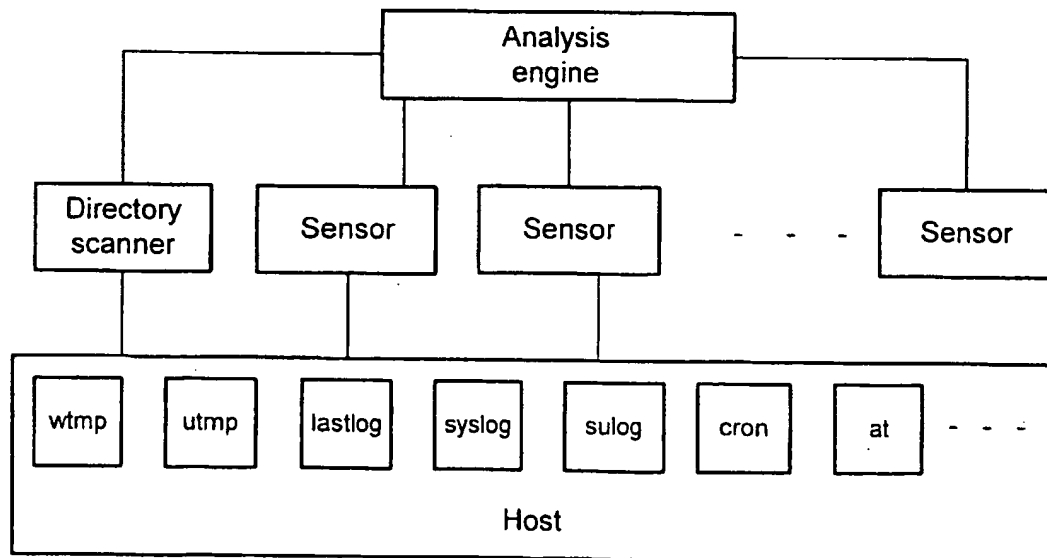 Analysis
engine
Directory
scanner
Sensor
Sensor
- - - -
Sensor
wtmp
utmp
lastlog
syslog
sulog
cron
at
- - -
Host